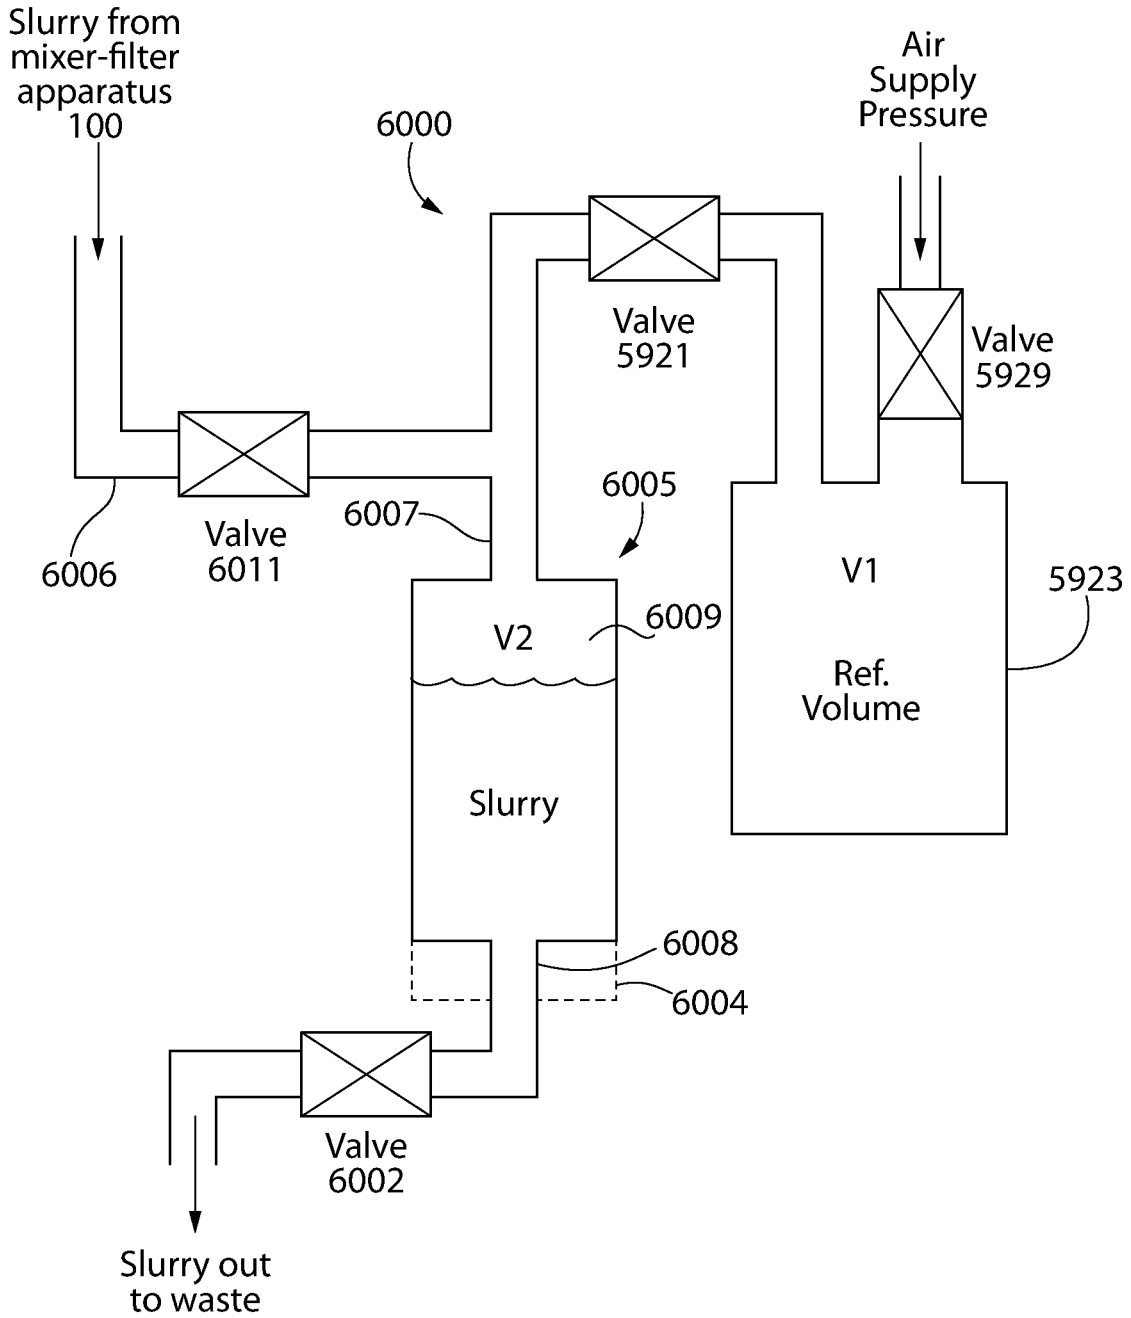 Slurry from
mixer-filter
apparatus
100
6000
Air
Supply
Pressure
Valve
5921
Valve
5929
6007
6005
Valve
6011
6006
V1
5923
V2
6009
Ref.
Volume
Slurry
6008
6004
Valve
6002
Slurry out
to waste